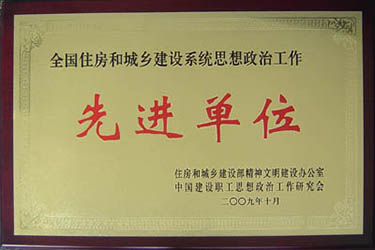 全国住房和城乡建设系统思想政治工作
先进单位
住房和城乡建设部精神文明建设办公室
中国建设职工思想政治工作研究会
二〇〇九年十月